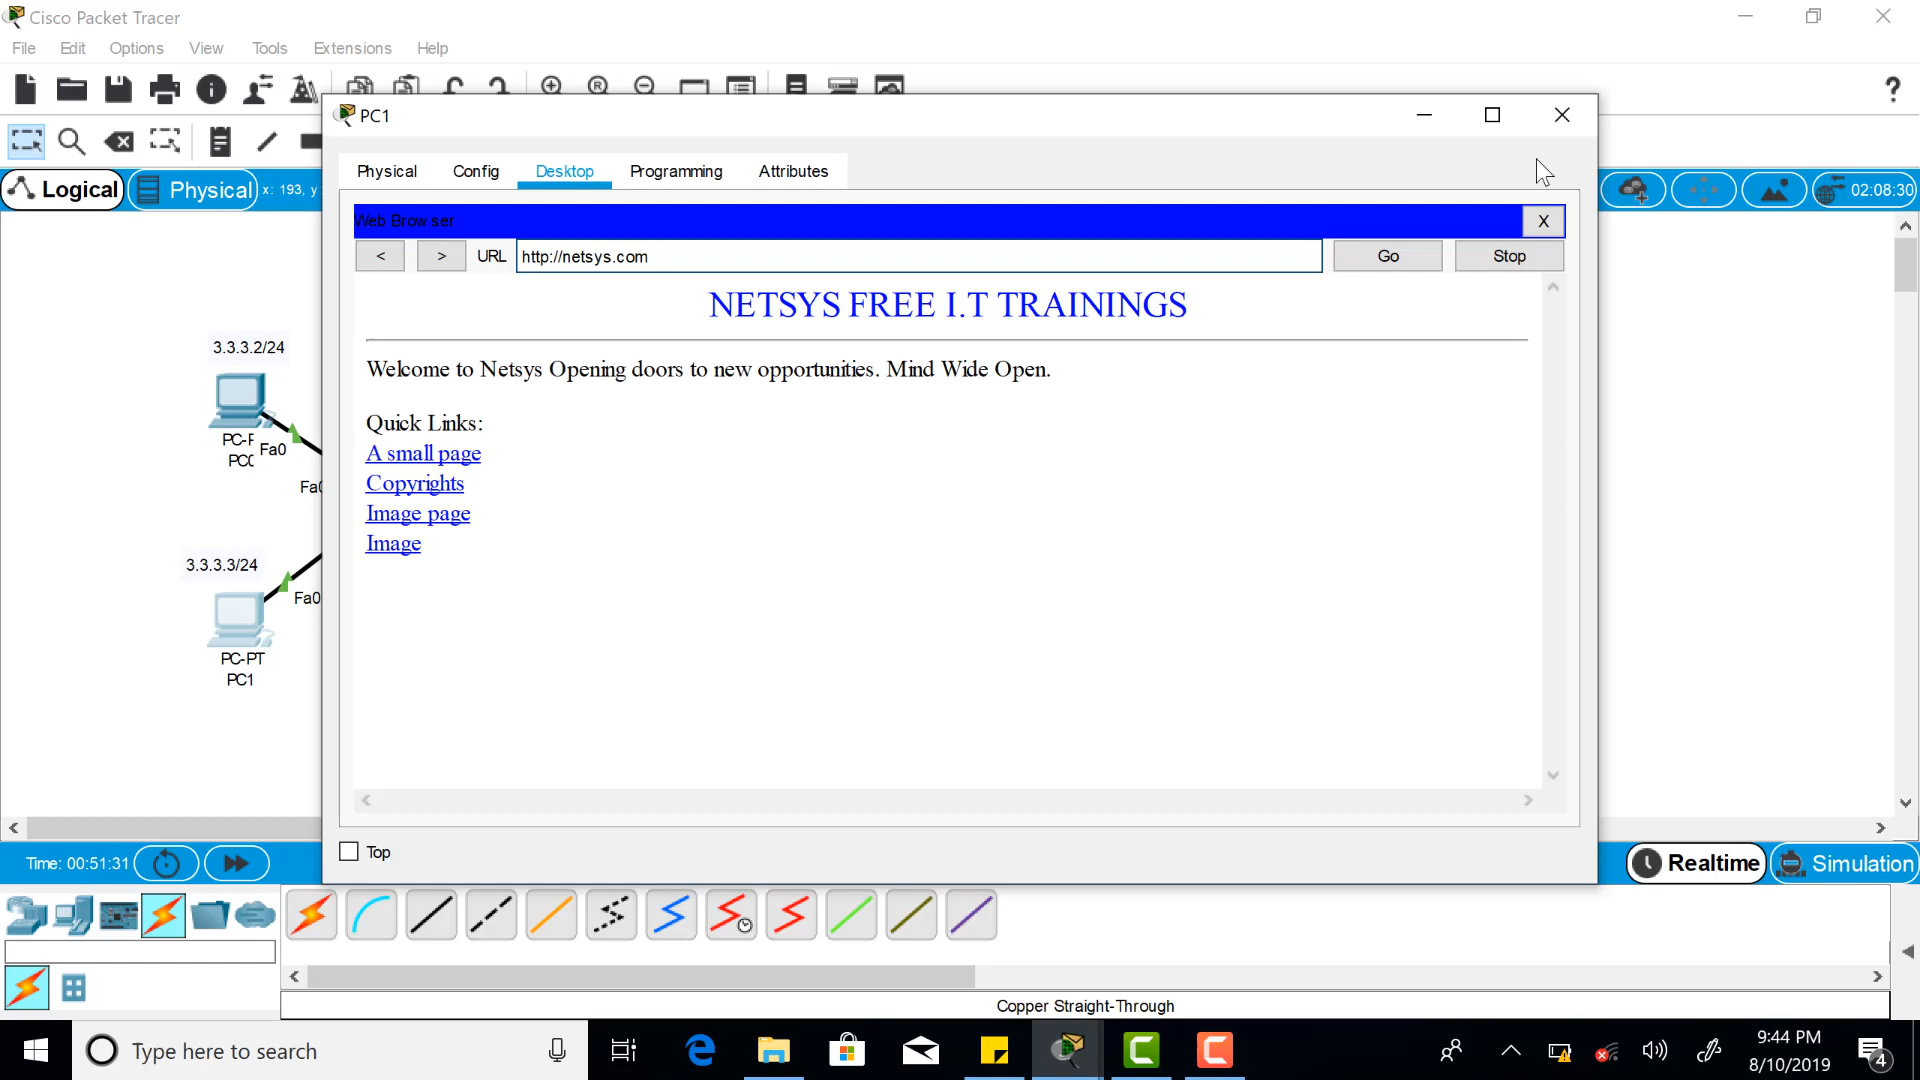 Cisco Packet Tracer
File Edit Options View Tools Extensions Help
PC1
Physical Config Desktop Programming Attributes
Logical Physical x: 193, y: 02:08:30
Web Browser X
< > URL http://netsys.com Go Stop
NETSYS FREE I.T TRAININGS
Welcome to Netsys Opening doors to new opportunities. Mind Wide Open.
Quick Links:
A small page
Copyrights
Image page
Image
3.3.3.2/24
PC-P
Fa0
PC0
Fa0
3.3.3.3/24
Fa0
PC-PT
PC1
Top
Time: 00:51:31 Realtime Simulation
Copper Straight-Through
Type here to search
9:44 PM
8/10/2019
4